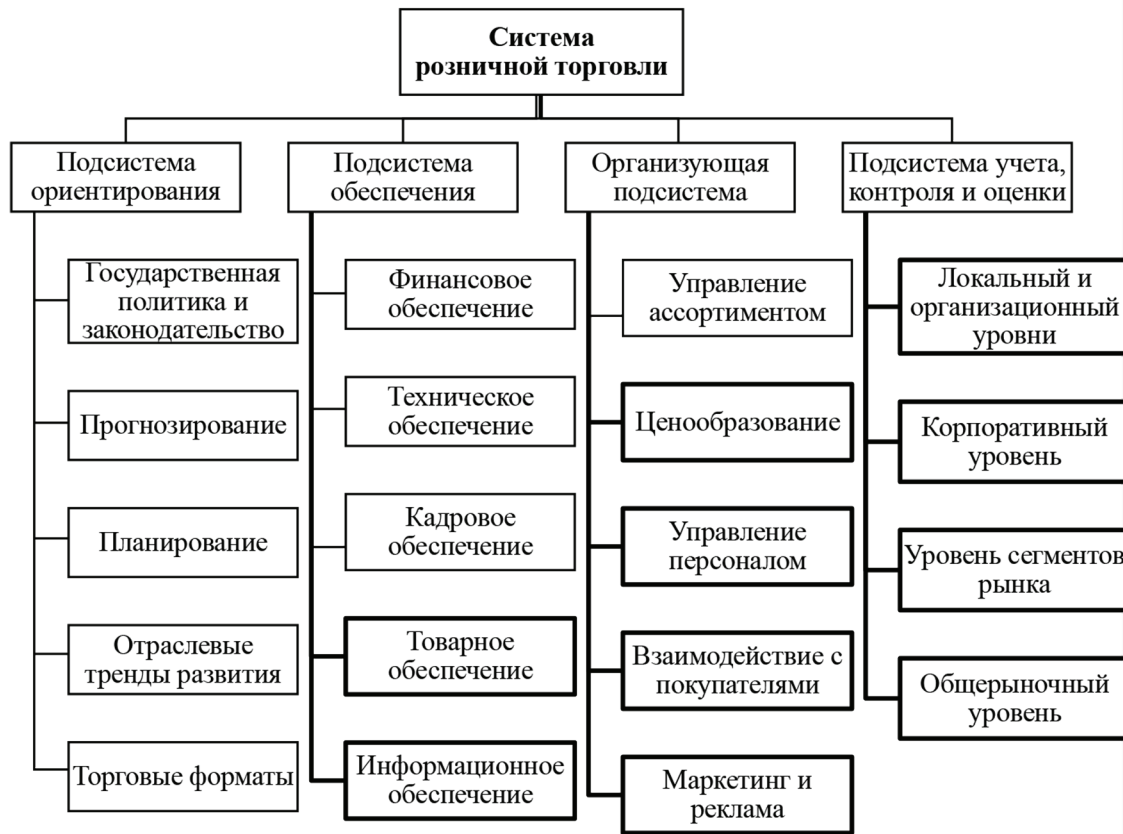 Система
розничной торговли
Подсистема
ориентирования
Государственная
политика и
законодательство
Прогнозирование
Планирование
Отраслевые
тренды развития
Торговые форматы
Подсистема
обеспечения
Финансовое
обеспечение
Техническое
обеспечение
Кадровое
обеспечение
Товарное
обеспечение
Информационное
обеспечение
Организующая
подсистема
Управление
ассортиментом
Ценообразование
Управление
персоналом
Взаимодействие с
покупателями
Маркетинг и
реклама
Подсистема учета,
контроля и оценки
Локальный и
организационный
уровни
Корпоративный
уровень
Уровень сегментов
рынка
Общерыночный
уровень